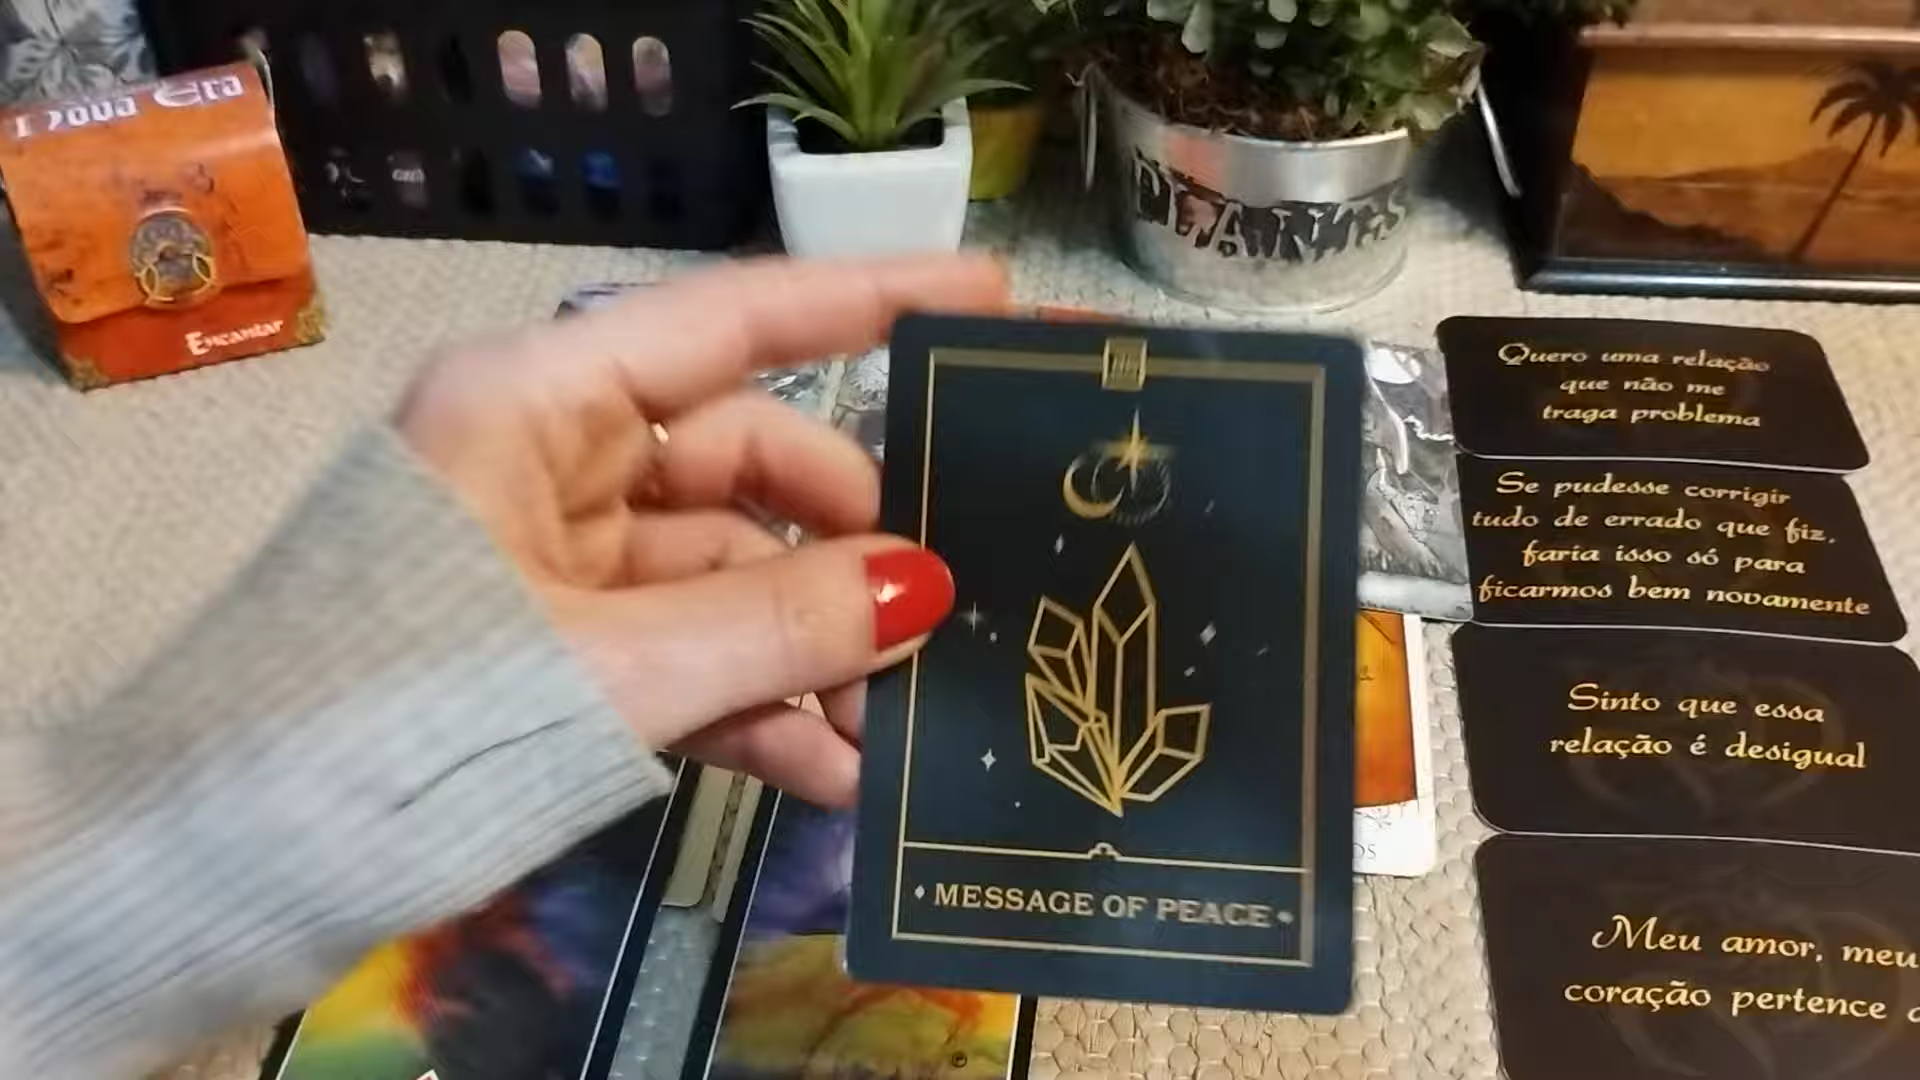 Nova Era
Encantar
PLANTES
MESSAGE OF PEACE
Quero uma relação
que não me
traga problema
Se pudesse corrigir
tudo de errado que fiz,
faria isso só para
ficarmos bem novamente
Sinto que essa
relação é desigual
Meu amor, meu
coração pertence a